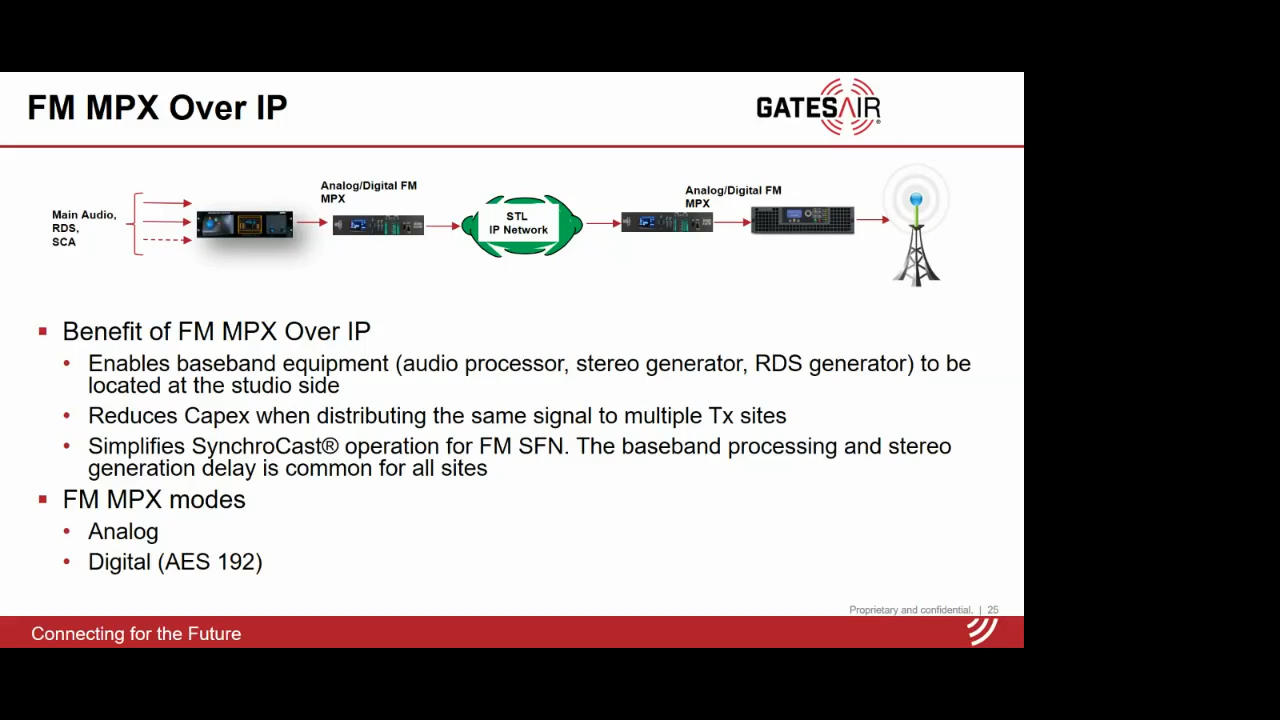 FM MPX Over IP
GATESAIR®
Main Audio,
RDS,
SCA
Analog/Digital FM
MPX
STL
IP Network
Analog/Digital FM
MPX
Benefit of FM MPX Over IP
Enables baseband equipment (audio processor, stereo generator, RDS generator) to be
located at the studio side
Reduces Capex when distributing the same signal to multiple Tx sites
Simplifies SynchroCast® operation for FM SFN. The baseband processing and stereo
generation delay is common for all sites
FM MPX modes
Analog
Digital (AES 192)
Proprietary and confidential. | 25
Connecting for the Future